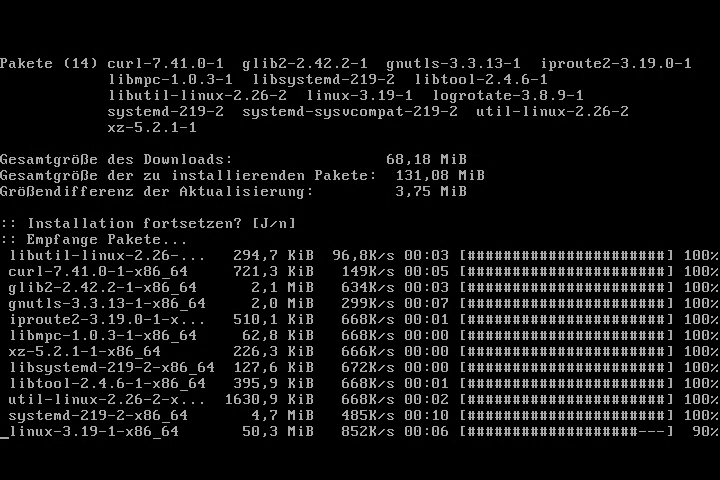 Pakete (14) curl-7.41.0-1  glib2-2.42.2-1  gnutls-3.3.13-1  iproute2-3.19.0-1
            libmpc-1.0.3-1  libsystemd-219-2  libtool-2.4.6-1
            libutil-linux-2.26-2  linux-3.19-1  logrotate-3.8.9-1
            systemd-219-2  systemd-sysvcompat-219-2  util-linux-2.26-2
            xz-5.2.1-1
Gesamtgröße des Downloads:                 68,18 MiB
Gesamtgröße der zu installierenden Pakete:  131,08 MiB
Größendifferenz der Aktualisierung:         3,75 MiB
:: Installation fortsetzen? [J/n]
:: Empfange Pakete...
 libutil-linux-2.26-...   294,7 KiB  96,8K/s 00:03 [######################] 100%
 curl-7.41.0-1-x86_64     721,3 KiB   149K/s 00:05 [######################] 100%
 glib2-2.42.2-1-x86_64      2,1 MiB   634K/s 00:03 [######################] 100%
 gnutls-3.3.13-1-x86_64     2,0 MiB   299K/s 00:07 [######################] 100%
 iproute2-3.19.0-1-x...   510,1 KiB   668K/s 00:01 [######################] 100%
 libmpc-1.0.3-1-x86_64     62,8 KiB   668K/s 00:00 [######################] 100%
 xz-5.2.1-1-x86_64        226,3 KiB   666K/s 00:00 [######################] 100%
 libsystemd-219-2-x86_64  127,6 KiB   672K/s 00:00 [######################] 100%
 libtool-2.4.6-1-x86_64   395,9 KiB   668K/s 00:01 [######################] 100%
 util-linux-2.26-2-x...  1630,9 KiB   668K/s 00:02 [######################] 100%
 systemd-219-2-x86_64       4,7 MiB   485K/s 00:10 [######################] 100%
_linux-3.19-1-x86_64       50,3 MiB   852K/s 00:06 [###################---]  90%